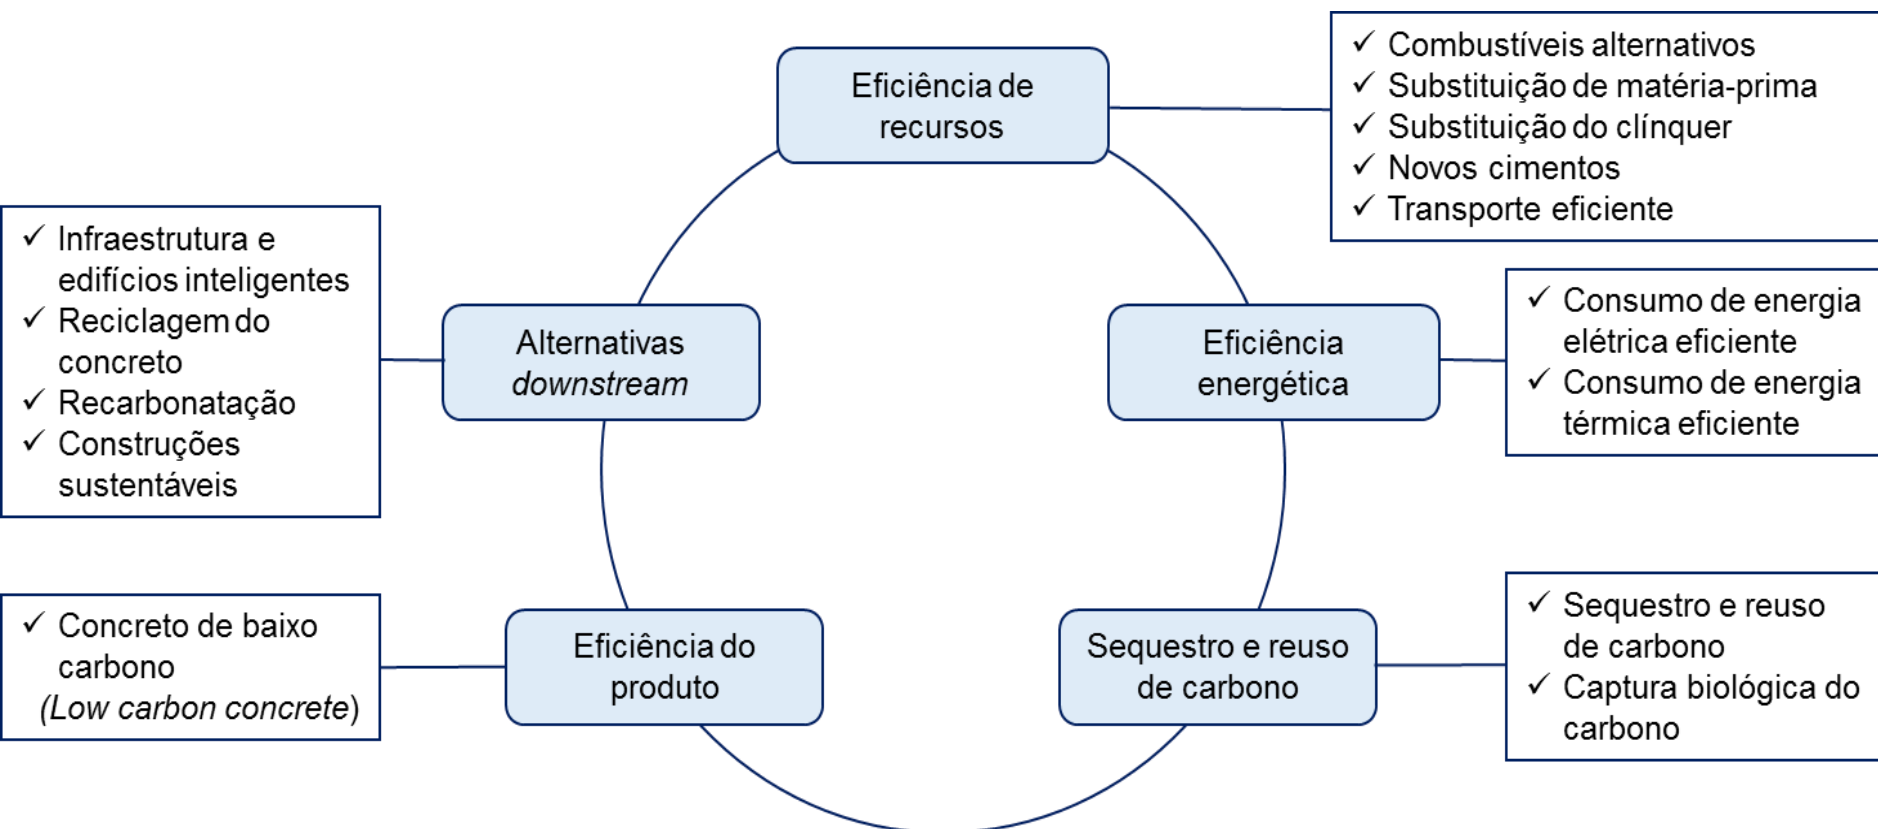 Eficiência de
recursos
✓ Combustíveis alternativos
✓ Substituição de matéria-prima
✓ Substituição do clínquer
✓ Novos cimentos
✓ Transporte eficiente
Eficiência
energética
✓ Consumo de energia
elétrica eficiente
✓ Consumo de energia
térmica eficiente
Sequestro e reuso
de carbono
✓ Sequestro e reuso
de carbono
✓ Captura biológica do
carbono
Eficiência do
produto
✓ Concreto de baixo
carbono
(Low carbon concrete)
Alternativas
downstream
✓ Infraestrutura e
edifícios inteligentes
✓ Reciclagem do
concreto
✓ Recarbonatação
✓ Construções
sustentáveis